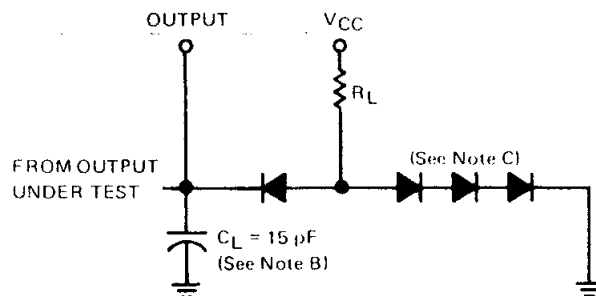 OUTPUT
VCC
RL
FROM OUTPUT
UNDER TEST
(See Note C)
CL = 15 pF
(See Note B)